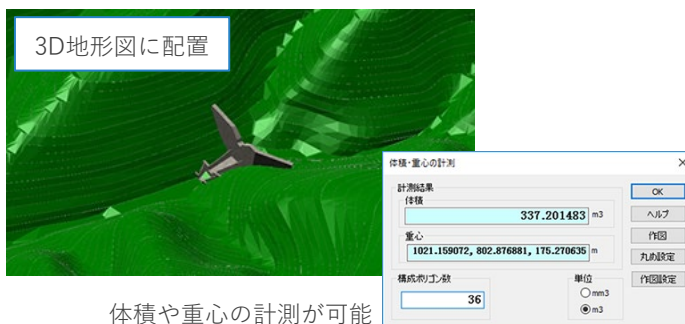 3D地形図に配置
体積・重心の計測
計測結果
体積
337.201483 m3
重心
1021.159072, 802.876881, 175.270635 m
構成ポリゴン数
36
単位
mm3
m3
OK
ヘルプ
作図
丸め設定
作図設定
体積や重心の計測が可能